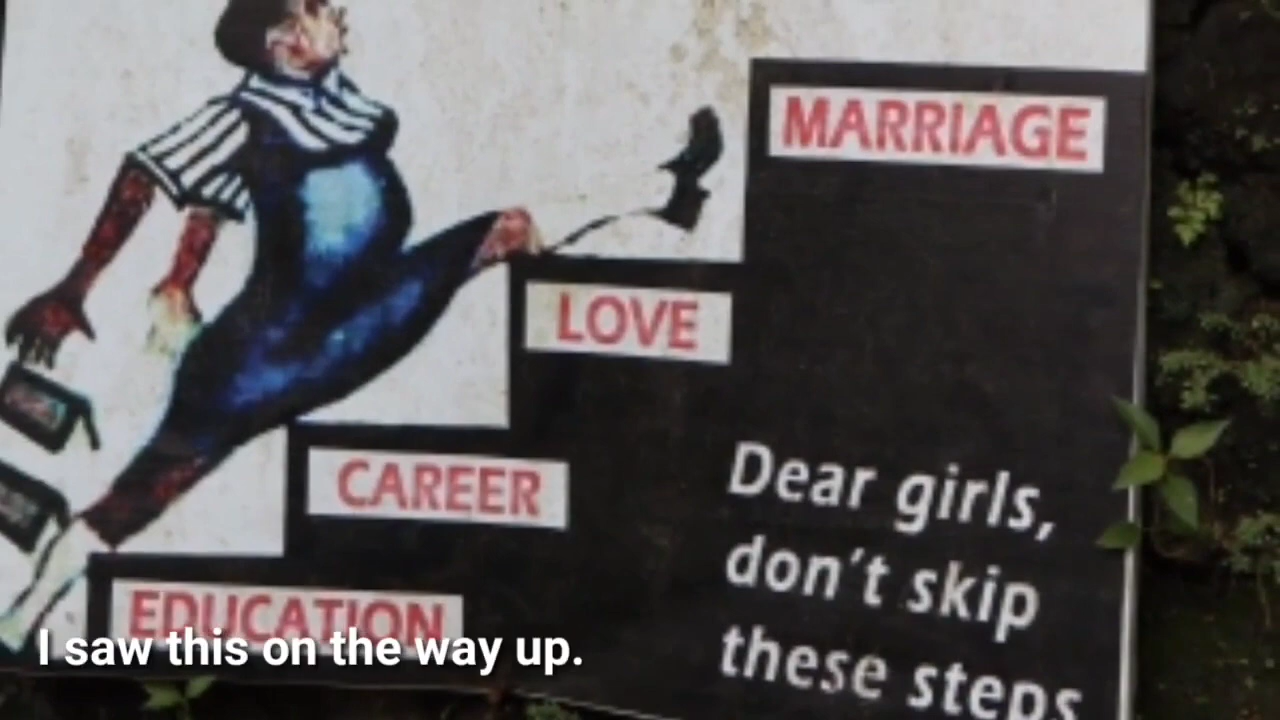 MARRIAGE
LOVE
CAREER
EDUCATION
Dear girls,
don't skip
these steps
I saw this on the way up.